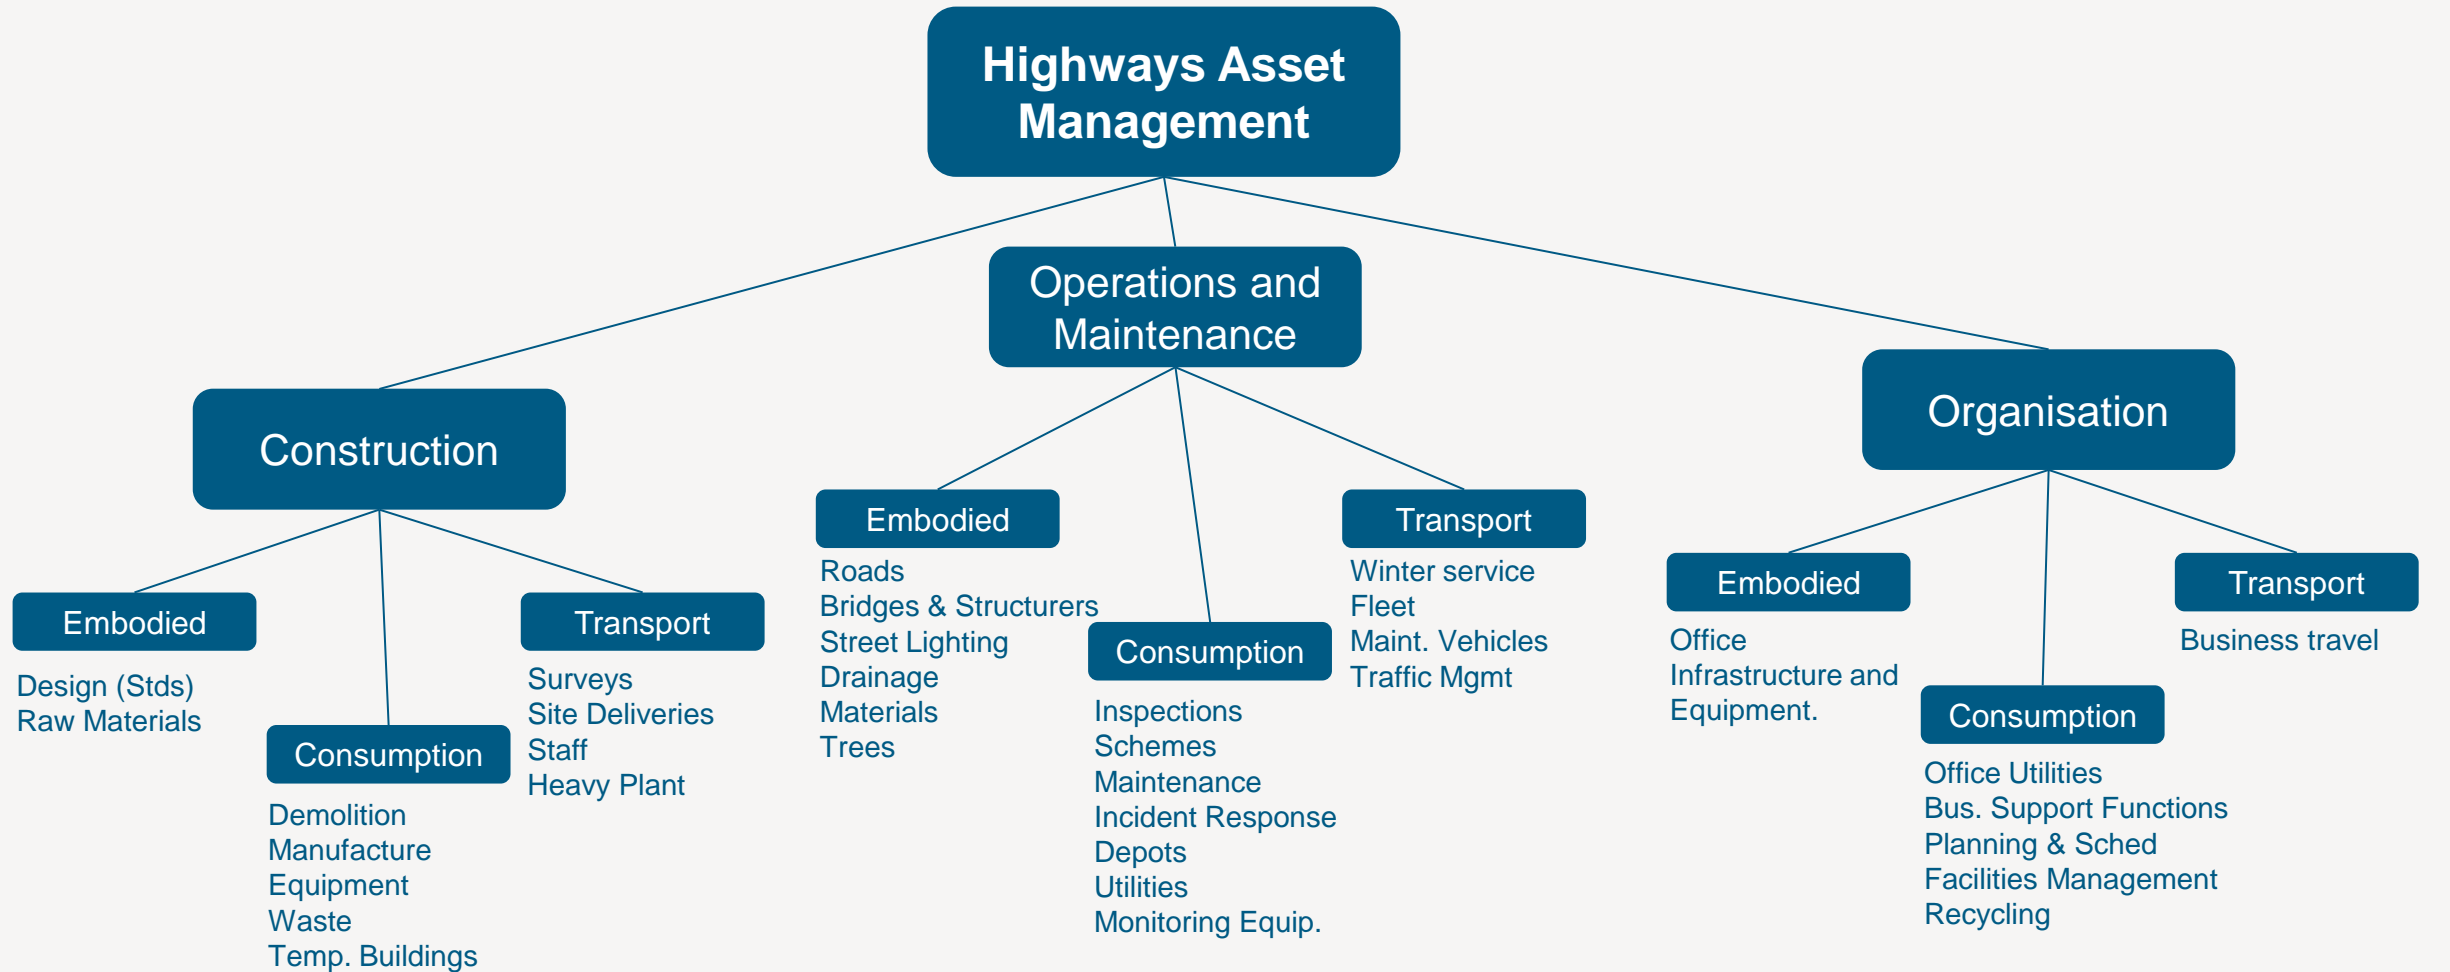 Highways Asset
Management
Operations and
Maintenance
Construction
Organisation
Embodied
Design (Stds)
Raw Materials
Consumption
Demolition
Manufacture
Equipment
Waste
Temp. Buildings
Transport
Surveys
Site Deliveries
Staff
Heavy Plant
Embodied
Roads
Bridges & Structurers
Street Lighting
Drainage
Materials
Trees
Consumption
Inspections
Schemes
Maintenance
Incident Response
Depots
Utilities
Monitoring Equip.
Transport
Winter service
Fleet
Maint. Vehicles
Traffic Mgmt
Embodied
Office
Infrastructure and
Equipment.
Consumption
Office Utilities
Bus. Support Functions
Planning & Sched
Facilities Management
Recycling
Transport
Business travel